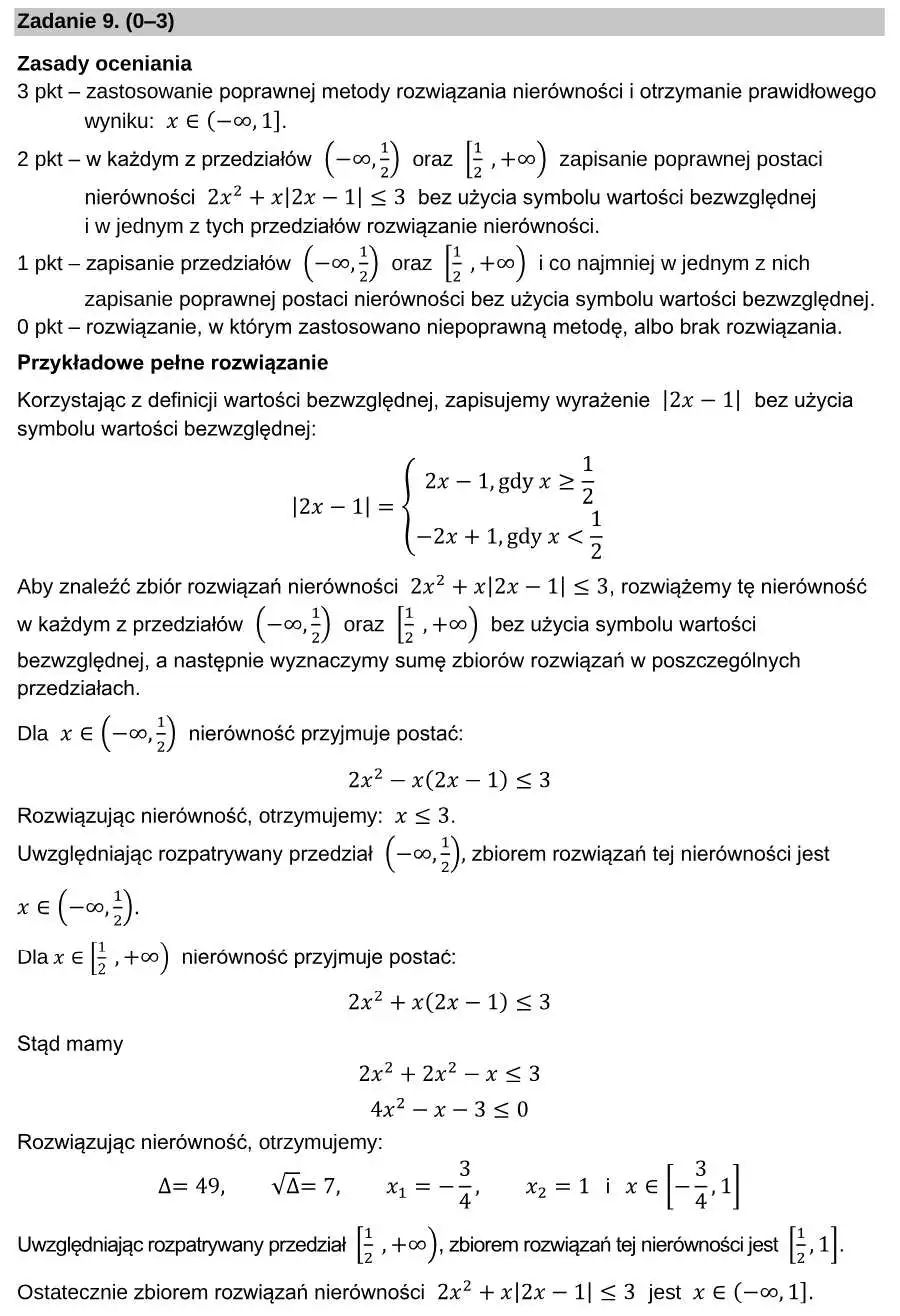 Zadanie 9. (0–3)
Zasady oceniania
3 pkt – zastosowanie poprawnej metody rozwiązania nierówności i otrzymanie prawidłowego
wyniku: x ∈ (−∞, 1].
2 pkt – w każdym z przedziałów (−∞, 1/2) oraz [1/2 , +∞) zapisanie poprawnej postaci
nierówności 2x² + x|2x − 1| ≤ 3 bez użycia symbolu wartości bezwzględnej
i w jednym z tych przedziałów rozwiązanie nierówności.
1 pkt – zapisanie przedziałów (−∞, 1/2) oraz [1/2 , +∞) i co najmniej w jednym z nich
zapisanie poprawnej postaci nierówności bez użycia symbolu wartości bezwzględnej.
0 pkt – rozwiązanie, w którym zastosowano niepoprawną metodę, albo brak rozwiązania.
Przykładowe pełne rozwiązanie
Korzystając z definicji wartości bezwzględnej, zapisujemy wyrażenie |2x − 1| bez użycia
symbolu wartości bezwzględnej:
|2x − 1| = { 2x − 1, gdy x ≥ 1/2
−2x + 1, gdy x < 1/2
Aby znaleźć zbiór rozwiązań nierówności 2x² + x|2x − 1| ≤ 3, rozwiążemy tę nierówność
w każdym z przedziałów (−∞, 1/2) oraz [1/2 , +∞) bez użycia symbolu wartości
bezwzględnej, a następnie wyznaczymy sumę zbiorów rozwiązań w poszczególnych
przedziałach.
Dla x ∈ (−∞, 1/2) nierówność przyjmuje postać:
2x² − x(2x − 1) ≤ 3
Rozwiązując nierówność, otrzymujemy: x ≤ 3.
Uwzględniając rozpatrywany przedział (−∞, 1/2), zbiorem rozwiązań tej nierówności jest
x ∈ (−∞, 1/2).
Dla x ∈ [1/2 , +∞) nierówność przyjmuje postać:
2x² + x(2x − 1) ≤ 3
Stąd mamy
2x² + 2x² − x ≤ 3
4x² − x − 3 ≤ 0
Rozwiązując nierówność, otrzymujemy:
Δ= 49, √Δ= 7, x₁ = −3/4, x₂ = 1 i x ∈ [−3/4, 1]
Uwzględniając rozpatrywany przedział [1/2 , +∞), zbiorem rozwiązań tej nierówności jest [1/2, 1].
Ostatecznie zbiorem rozwiązań nierówności 2x² + x|2x − 1| ≤ 3 jest x ∈ (−∞, 1].